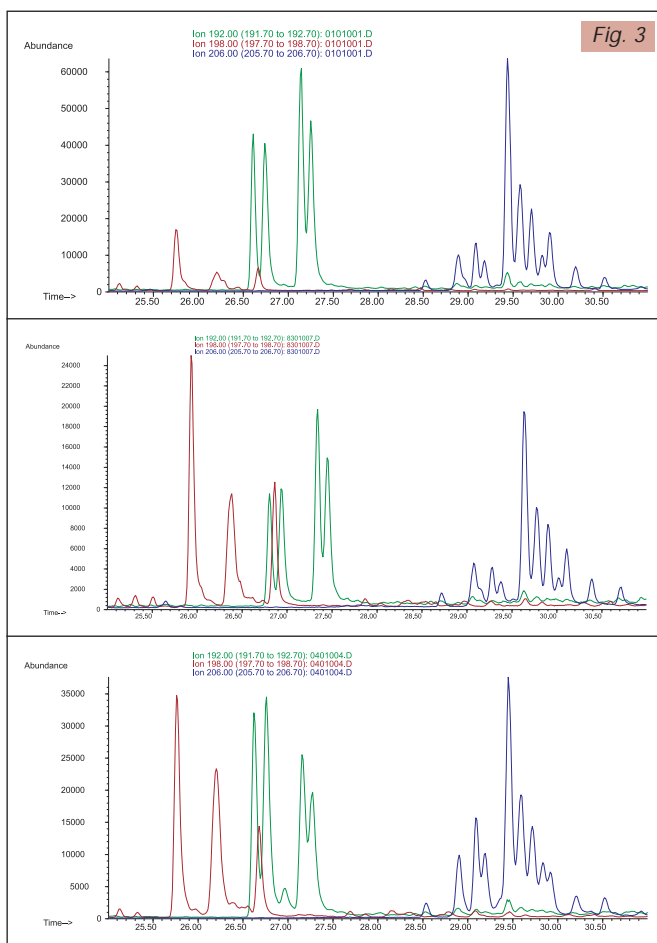 Fig. 3
Ion 192.00 (191.70 to 192.70): 0101001.D
Ion 198.00 (197.70 to 198.70): 0101001.D
Ion 206.00 (205.70 to 206.70): 0101001.D
Abundance
60000
50000
40000
30000
20000
10000
0
Time-->
25.50 26.00 26.50 27.00 27.50 28.00 28.50 29.00 29.50 30.00 30.50
Ion 192.00 (191.70 to 192.70): 8301007.D
Ion 198.00 (197.70 to 198.70): 8301007.D
Ion 206.00 (205.70 to 206.70): 8301007.D
Abundance
24000
22000
20000
18000
16000
14000
12000
10000
8000
6000
4000
2000
0
Time-->
25,50 26,00 26,50 27,00 27,50 28,00 28,50 29,00 29,50 30,00 30,50
Ion 192.00 (191.70 to 192.70): 0401004.D
Ion 198.00 (197.70 to 198.70): 0401004.D
Ion 206.00 (205.70 to 206.70): 0401004.D
Abundance
35000
30000
25000
20000
15000
10000
5000
0
Time-->
25.50 26.00 26.50 27.00 27.50 28.00 28.50 29.00 29.50 30.00 30.50